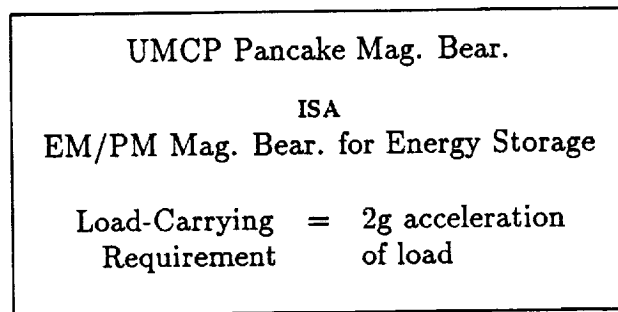 UMCP Pancake Mag. Bear.
ISA
EM/PM Mag. Bear. for Energy Storage
Load-Carrying = 2g acceleration
Requirement of load